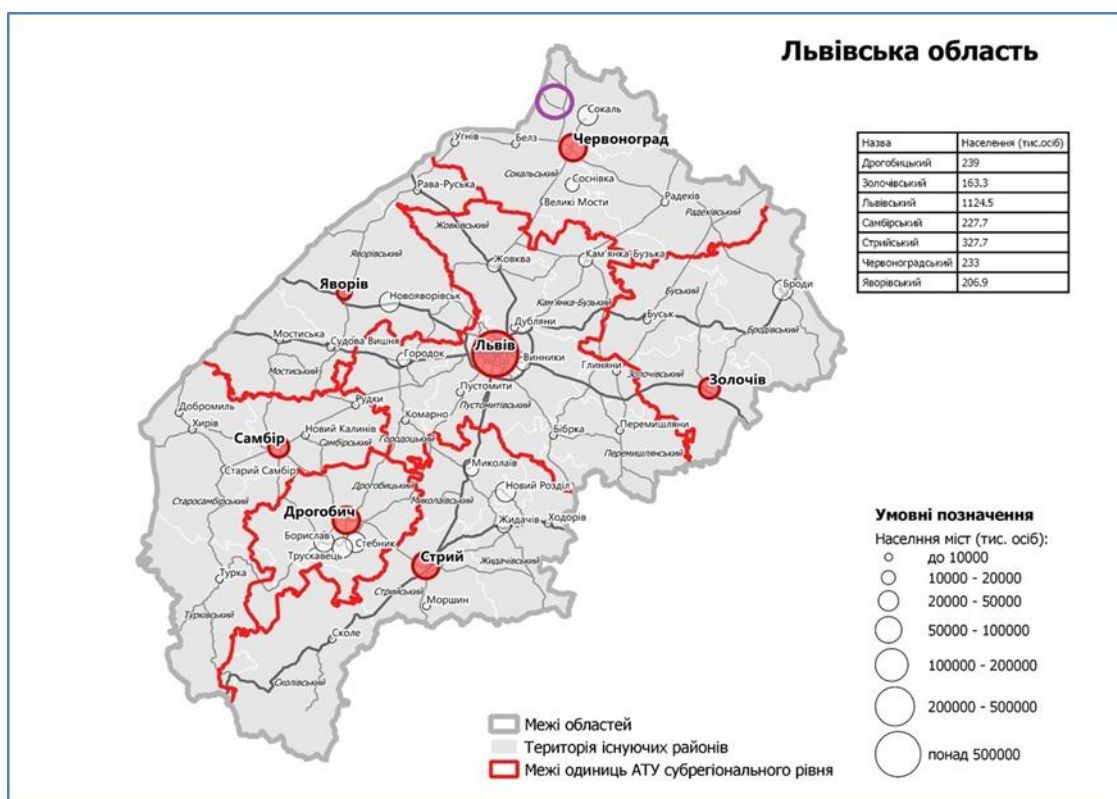 Львівська область
Назва Населення (тис.осіб)
Дрогобицький 239
Золочівський 163.3
Львівський 1124.5
Самбірський 227.7
Стрийський 327.7
Червоноградський 233
Яворівський 206.9
Сокаль
Угнів
Белз
Червоноград
Сокальський
Соснівка
Рава-Руська
Великі Мости
Радехів
Радехівський
Жовківський
Яворівський
Жовква
Кам'янка-Бузька
Яворів
Новояворівськ
Кам'янка-Бузький
Буський
Броди
Дубляни
Буськ
Бродівський
Мостиська
Судова Вишня
Львів
Городок
Винники
Глиняни
Мостиський
Золочівський
Золочів
Пустомити
Пустомитівський
Рудки
Добромиль
Хирів
Новий Калинів
Комарно
Самбір
Самбірський
Городоцький
Бібрка
Перемишляни
Перемишлянський
Старий Самбір
Миколаїв
Старосамбірський
Дрогобицький
Миколаївський
Новий Розділ
Дрогобич
Жидачів
Ходорів
Борислав
Стебник
Трускавець
Стрий
Жидачівський
Турка
Стрийський
Моршин
Турківський
Сколе
Сколівський
Умовні позначення
Населння міст (тис. осіб):
до 10000
10000 - 20000
20000 - 50000
50000 - 100000
100000 - 200000
200000 - 500000
понад 500000
Межі областей
Територія існуючих районів
Межі одиниць АТУ субрегіонального рівня